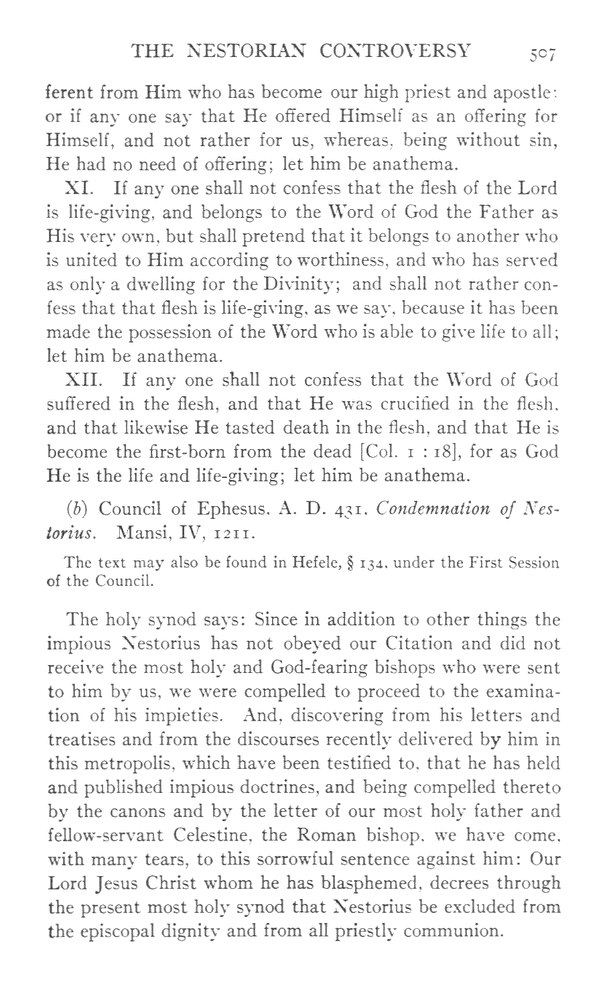 THE NESTORIAN CONTROVERSY 507
ferent from Him who has become our high priest and apostle:
or if any one say that He offered Himself as an offering for
Himself, and not rather for us, whereas, being without sin,
He had no need of offering; let him be anathema.
XI. If any one shall not confess that the flesh of the Lord
is life-giving, and belongs to the Word of God the Father as
His very own, but shall pretend that it belongs to another who
is united to Him according to worthiness, and who has served
as only a dwelling for the Divinity; and shall not rather con-
fess that that flesh is life-giving, as we say, because it has been
made the possession of the Word who is able to give life to all;
let him be anathema.
XII. If any one shall not confess that the Word of God
suffered in the flesh, and that He was crucified in the flesh,
and that likewise He tasted death in the flesh, and that He is
become the first-born from the dead [Col. 1 : 18], for as God
He is the life and life-giving; let him be anathema.
(b) Council of Ephesus, A. D. 431, Condemnation of Nes-
torius. Mansi, IV, 1211.
The text may also be found in Hefele, § 134, under the First Session
of the Council.
The holy synod says: Since in addition to other things the
impious Nestorius has not obeyed our Citation and did not
receive the most holy and God-fearing bishops who were sent
to him by us, we were compelled to proceed to the examina-
tion of his impieties. And, discovering from his letters and
treatises and from the discourses recently delivered by him in
this metropolis, which have been testified to, that he has held
and published impious doctrines, and being compelled thereto
by the canons and by the letter of our most holy father and
fellow-servant Celestine, the Roman bishop, we have come,
with many tears, to this sorrowful sentence against him: Our
Lord Jesus Christ whom he has blasphemed, decrees through
the present most holy synod that Nestorius be excluded from
the episcopal dignity and from all priestly communion.